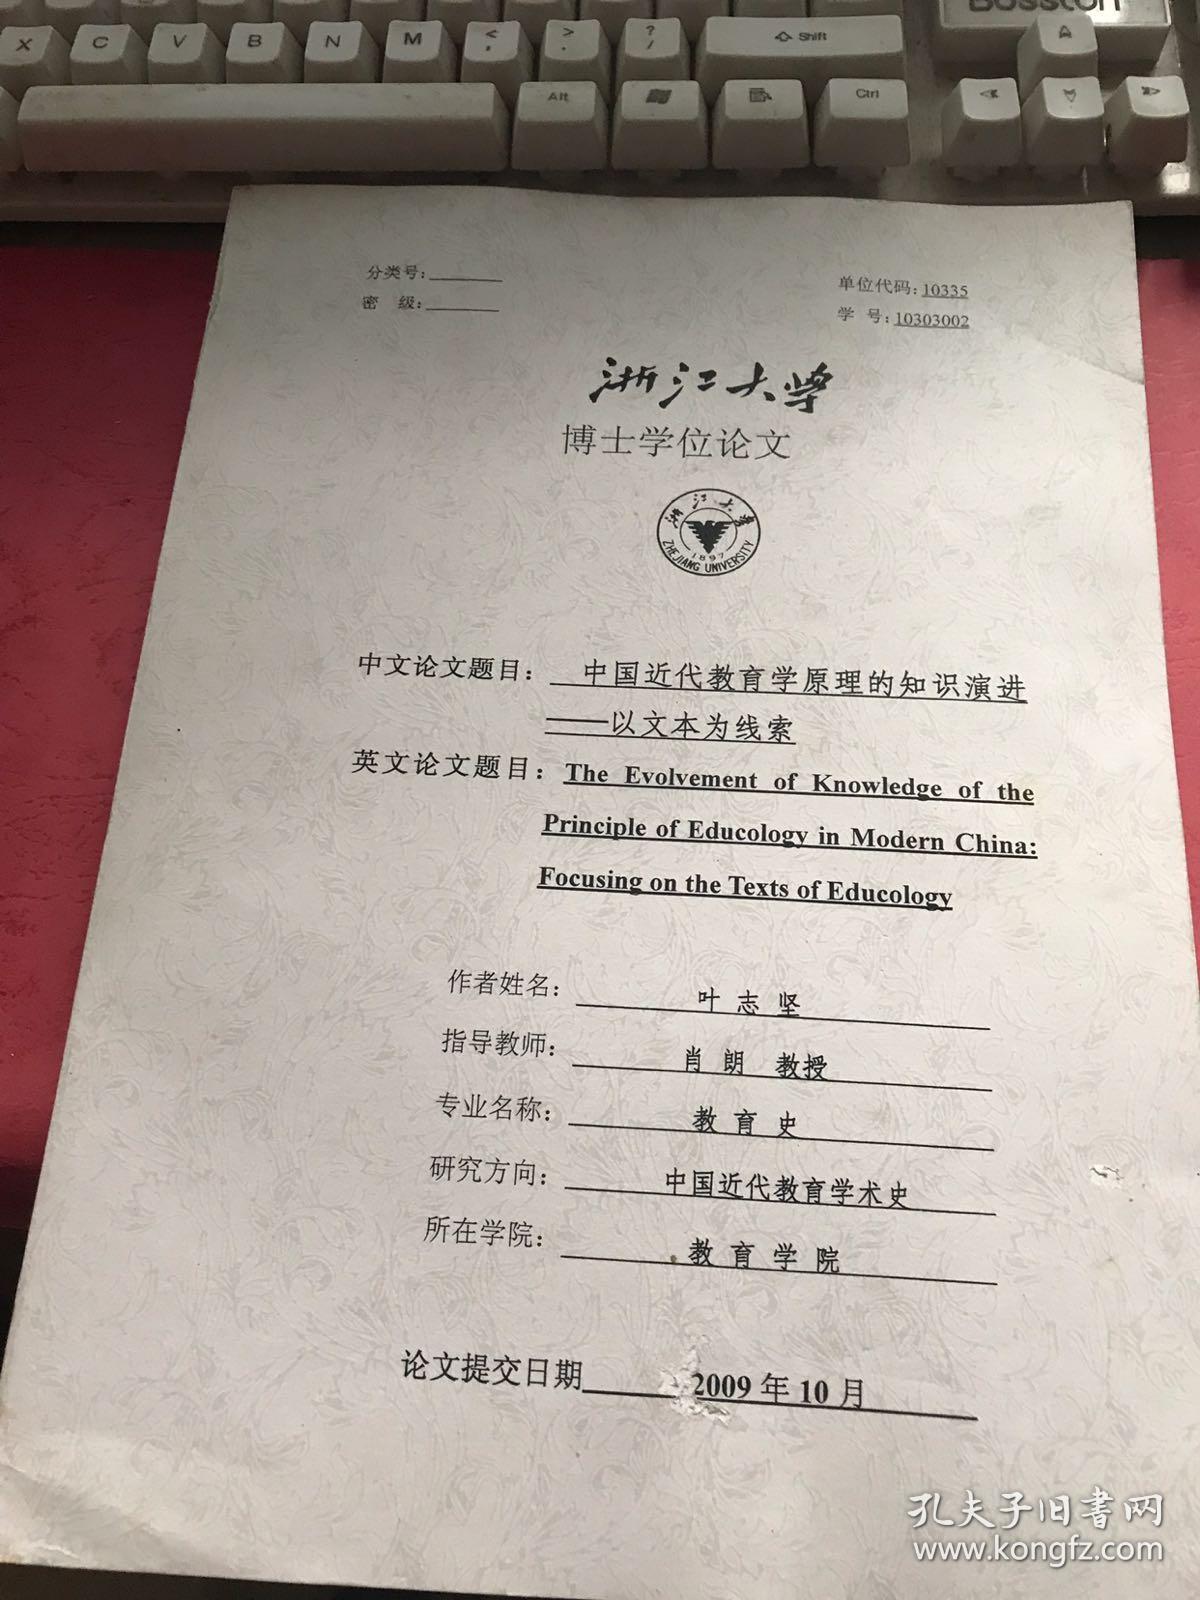 Bosston
X C V B N M < , > . ? / Shift
Alt Ctrl
分类号: 单位代码: 10335
密 级: 学 号: 10303002
浙江大学
博士学位论文
浙江大学
1897
ZHEJIANG UNIVERSITY
中文论文题目: 中国近代教育学原理的知识演进
——以文本为线索
英文论文题目: The Evolvement of Knowledge of the
Principle of Educology in Modern China:
Focusing on the Texts of Educology
作者姓名: 叶 志 坚
指导教师: 肖 朗 教授
专业名称: 教 育 史
研究方向: 中国近代教育学术史
所在学院: 教 育 学 院
论文提交日期 2009 年 10 月
孔夫子旧书网
www.kongfz.com